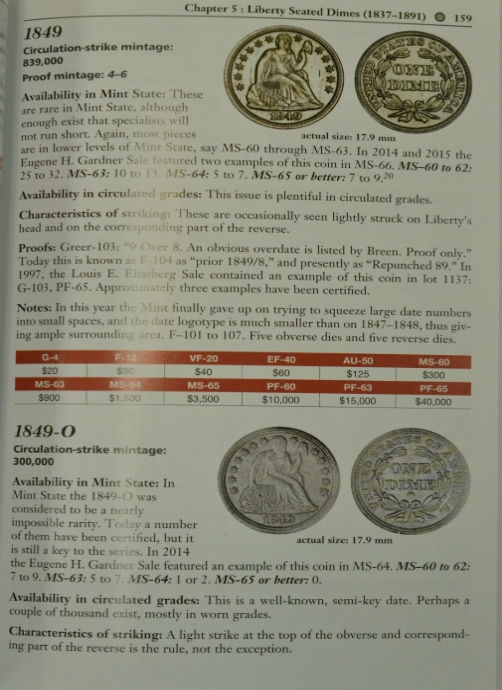 Chapter 5 : Liberty Seated Dimes (1837–1891) 159
1849
Circulation-strike mintage:
839,000
Proof mintage: 4–6
Availability in Mint State: These
are rare in Mint State, although
enough exist that specialists will
not run short. Again, most pieces
actual size: 17.9 mm
are in lower levels of Mint State, say MS-60 through MS-63. In 2014 and 2015 the
Eugene H. Gardner Sale featured two examples of this coin in MS-66. MS–60 to 62:
25 to 32. MS-63: 10 to 13. MS-64: 5 to 7. MS-65 or better: 7 to 9.20
Availability in circulated grades: This issue is plentiful in circulated grades.
Characteristics of striking: These are occasionally seen lightly struck on Liberty's
head and on the corresponding part of the reverse.
Proofs: Greer-103: "9 Over 8. An obvious overdate is listed by Breen. Proof only."
Today this is known as F-104 as "prior 1849/8," and presently as "Repunched 89." In
1997, the Louis E. Eliasberg Sale contained an example of this coin in lot 1137:
G-103, PF-65. Approximately three examples have been certified.
Notes: In this year the Mint finally gave up on trying to squeeze large date numbers
into small spaces, and the date logotype is much smaller than on 1847–1848, thus giv-
ing ample surrounding area. F–101 to 107. Five obverse dies and five reverse dies.
G-4 F-12 VF-20 EF-40 AU-50 MS-60
$20 $30 $40 $60 $125 $300
MS-63 MS-64 MS-65 PF-60 PF-63 PF-65
$900 $1,500 $3,500 $10,000 $15,000 $40,000
1849-O
Circulation-strike mintage:
300,000
Availability in Mint State: In
Mint State the 1849-O was
considered to be a nearly
impossible rarity. Today a number
of them have been certified, but it
is still a key to the series. In 2014
actual size: 17.9 mm
the Eugene H. Gardner Sale featured an example of this coin in MS-64. MS–60 to 62:
7 to 9. MS-63: 5 to 7. MS-64: 1 or 2. MS-65 or better: 0.
Availability in circulated grades: This is a well-known, semi-key date. Perhaps a
couple of thousand exist, mostly in worn grades.
Characteristics of striking: A light strike at the top of the obverse and correspond-
ing part of the reverse is the rule, not the exception.
UNITED STATES OF AMERICA
ONE
DIME
1849
ONE
DIME
1849